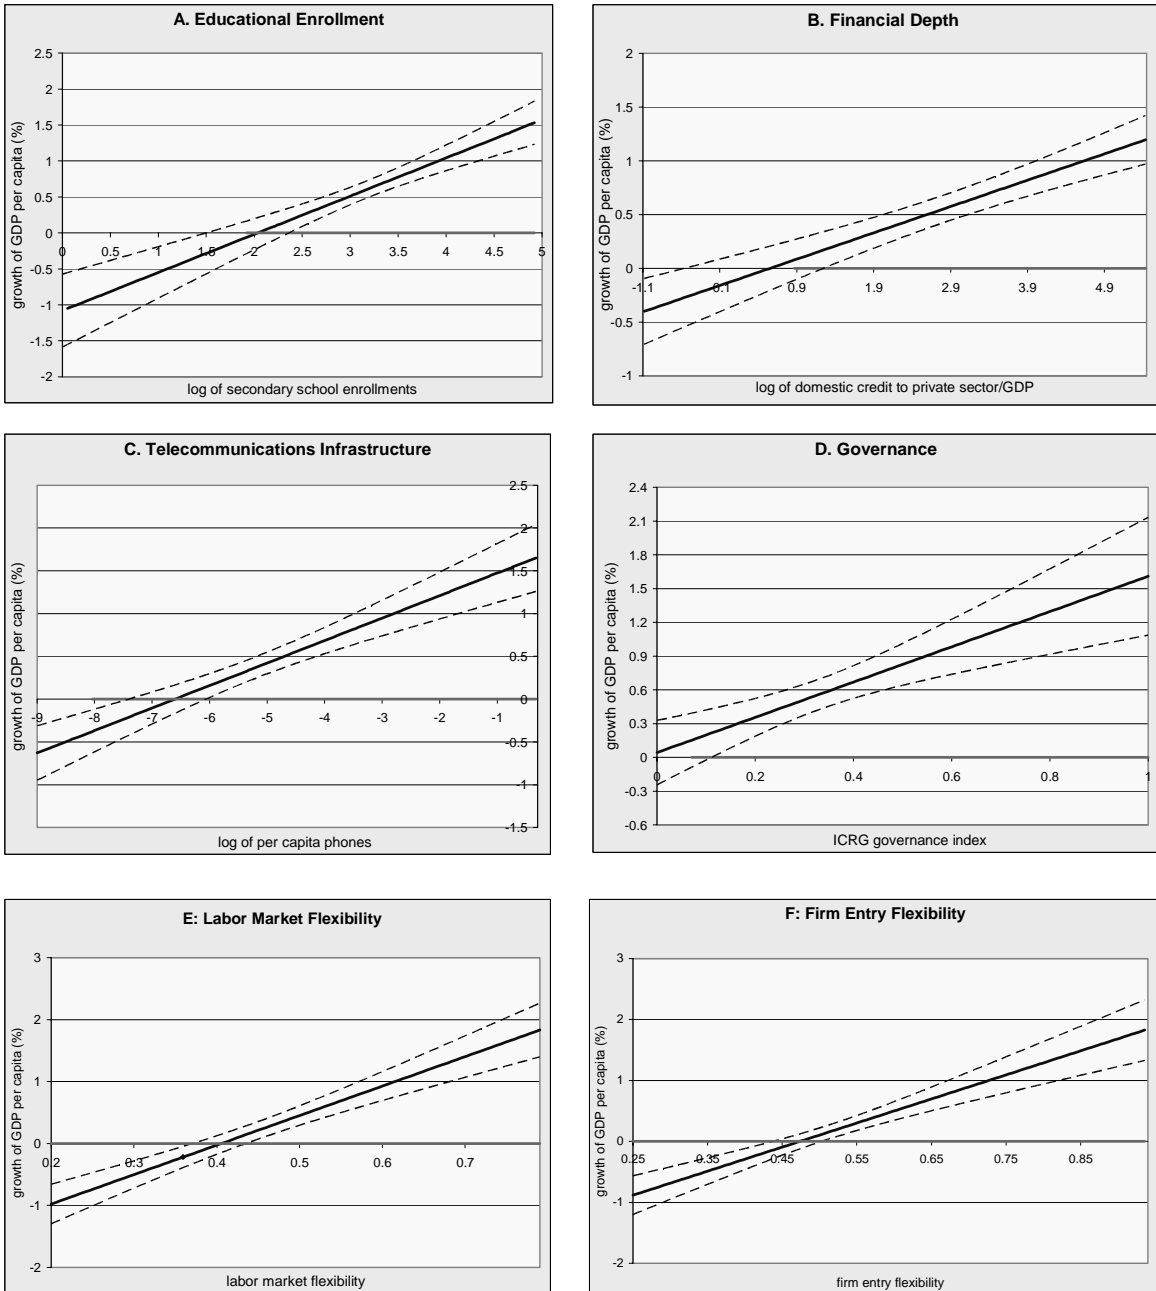 A. Educational Enrollment
growth of GDP per capita (%)
2.5
2
1.5
1
0.5
0
-0.5
-1
-1.5
-2
0 0.5 1 1.5 2 2.5 3 3.5 4 4.5 5
log of secondary school enrollments
B. Financial Depth
growth of GDP per capita (%)
2
1.5
1
0.5
0
-0.5
-1
-1.1 -0.1 0.9 1.9 2.9 3.9 4.9
log of domestic credit to private sector/GDP
C. Telecommunications Infrastructure
growth of GDP per capita (%)
2.5
2
1.5
1
0.5
0
-0.5
-1
-1.5
-9 -8 -7 -6 -5 -4 -3 -2 -1
log of per capita phones
D. Governance
growth of GDP per capita (%)
2.4
2.1
1.8
1.5
1.2
0.9
0.6
0.3
0
-0.3
-0.6
0 0.2 0.4 0.6 0.8 1
ICRG governance index
E: Labor Market Flexibility
growth of GDP per capita (%)
3
2
1
0
-1
-2
0.2 0.3 0.4 0.5 0.6 0.7
labor market flexibility
F: Firm Entry Flexibility
growth of GDP per capita (%)
3
2
1
0
-1
-2
0.25 0.35 0.45 0.55 0.65 0.75 0.85
firm entry flexibility